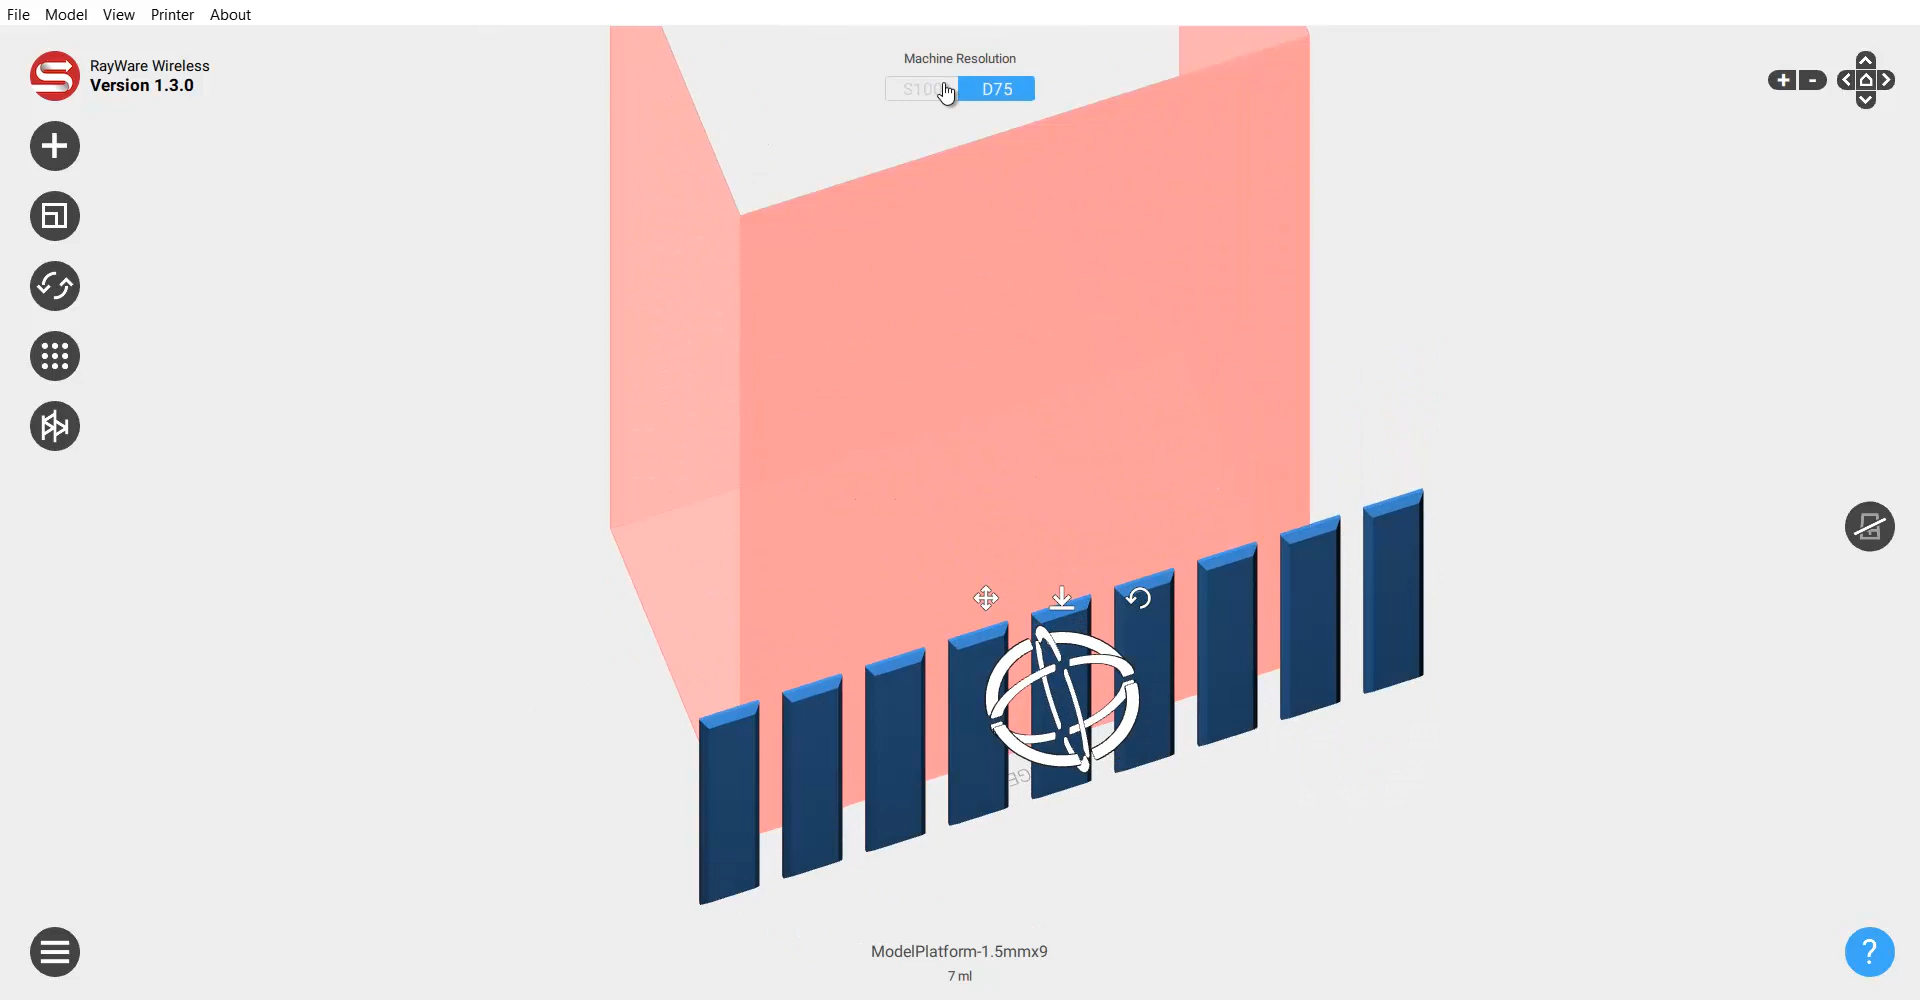 File Model View Printer About
RayWare Wireless
Version 1.3.0
Machine Resolution
S100 D75
ModelPlatform-1.5mmx9
7 ml
?